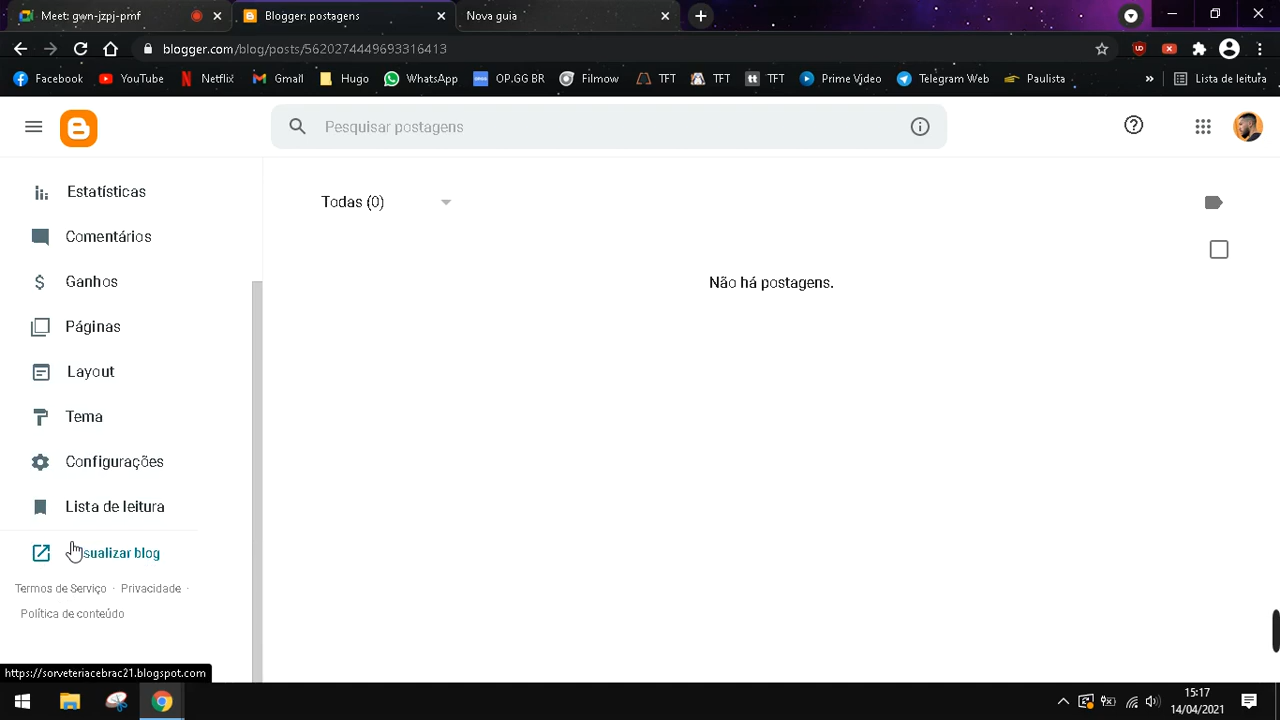 Meet: gwn-jzpj-pmf
Blogger: postagens
Nova guia
blogger.com/blog/posts/5620274449693316413
Facebook
YouTube
Netflix
Gmail
Hugo
WhatsApp
OP.GG BR
Filmow
TFT
TFT
TFT
Prime Video
Telegram Web
Paulista
»
Lista de leitura
Pesquisar postagens
Estatísticas
Comentários
Ganhos
Páginas
Layout
Tema
Configurações
Lista de leitura
sualizar blog
Termos de Serviço · Privacidade ·
Política de conteúdo
Todas (0)
Não há postagens.
https://sorveteriacebrac21.blogspot.com
15:17
14/04/2021